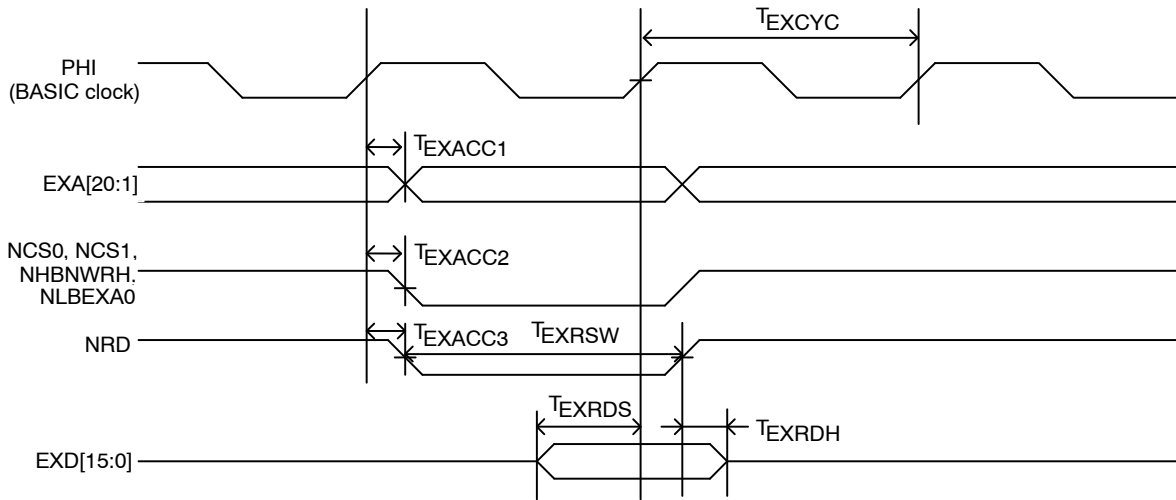 TEXCYC
PHI
(BASIC clock)
TEXACC1
EXA[20:1]
NCS0, NCS1,
TEXACC2
NHBNWRH.
NLBEXA0
TEXACC3
TEXRSW
NRD
TEXRDS
TEXRDH
EXD[15:0]